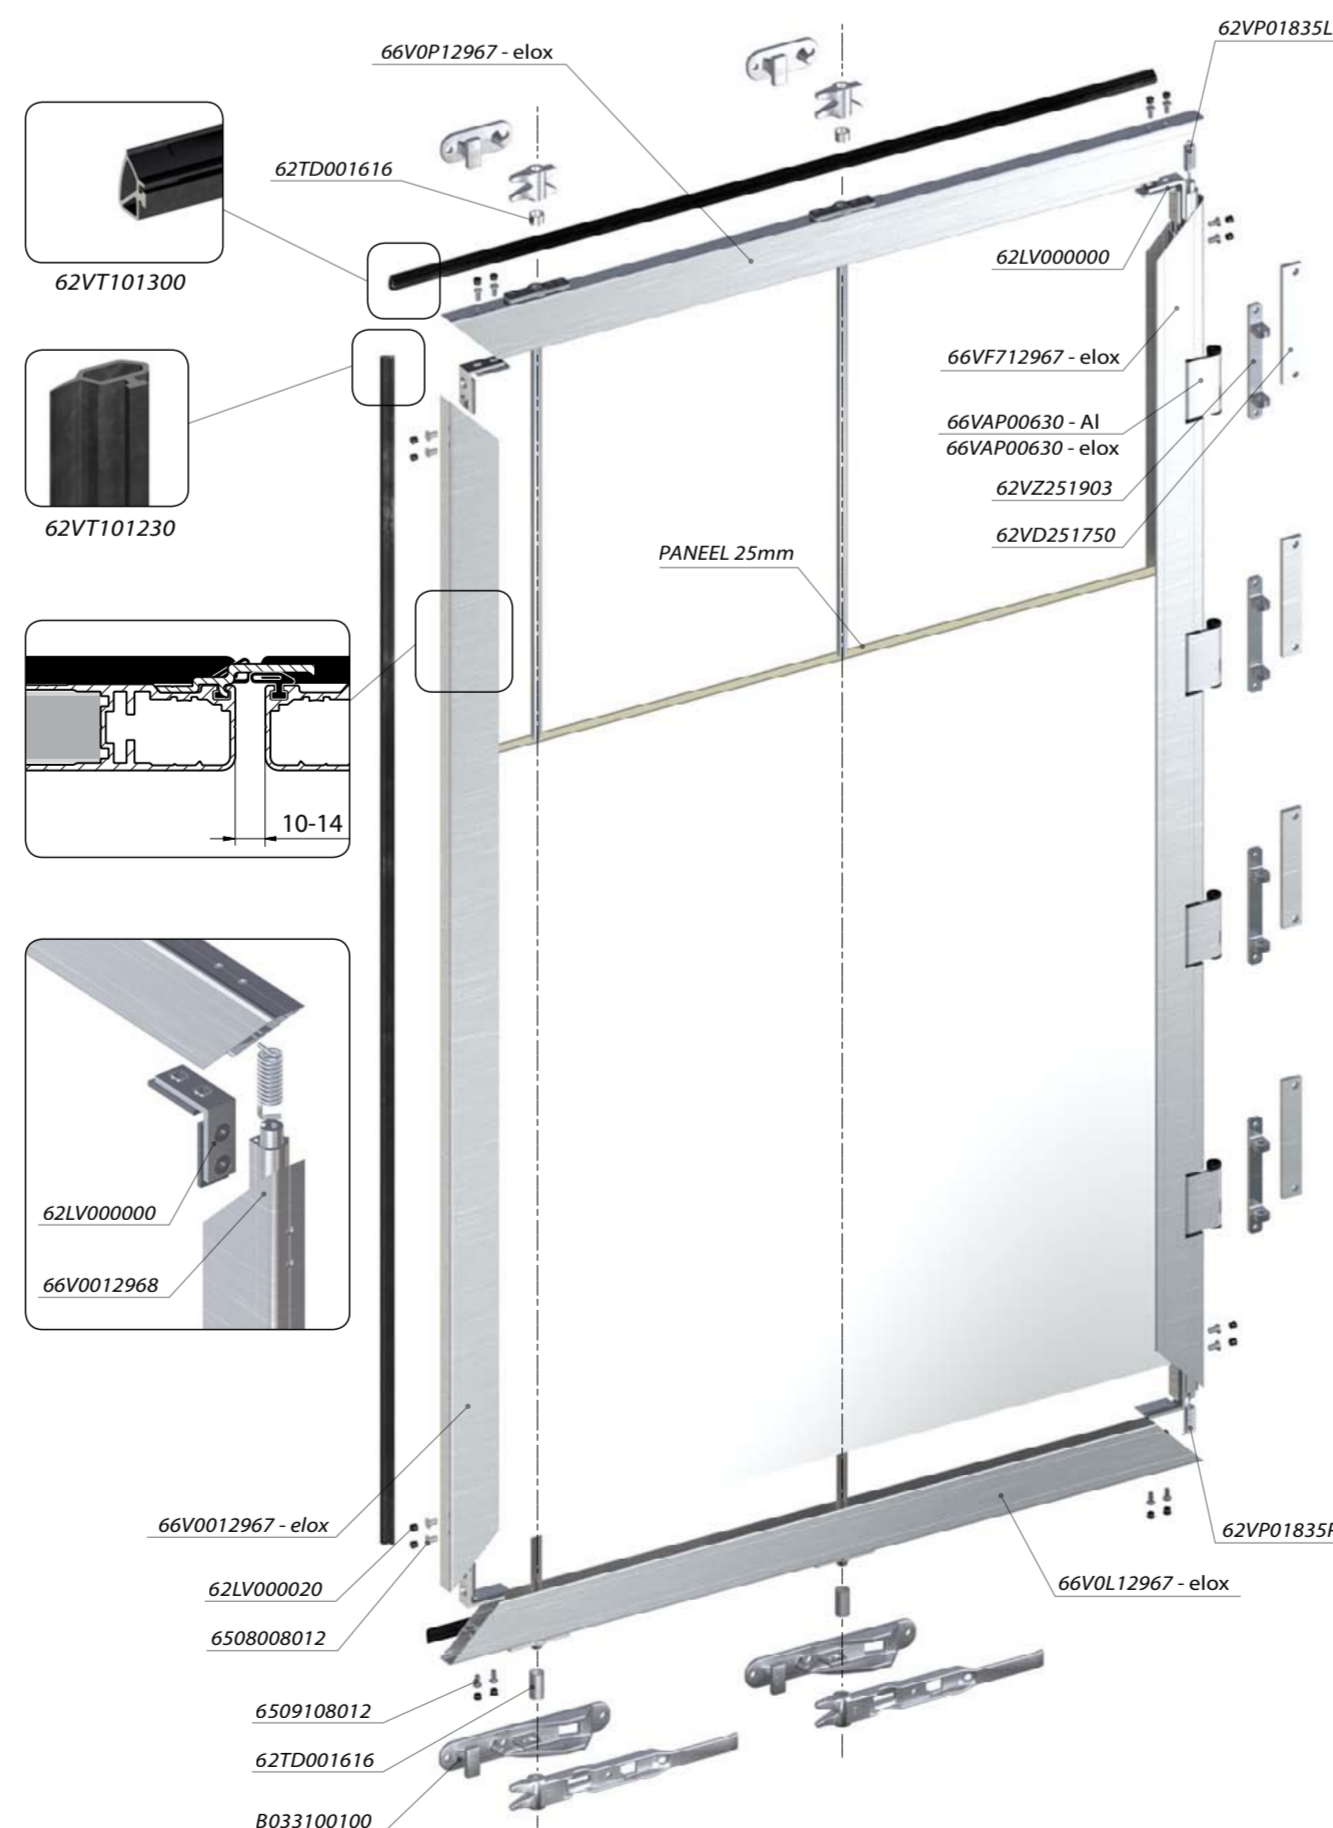 62VP01835L
66V0P12967 - elox
62TD001616
62VT101300
62LV000000
66VF712967 - elox
66VAP00630 - Al
66VAP00630 - elox
62VZ251903
62VD251750
62VT101230
PANEEL 25mm
10-14
62LV000000
66V0012968
66V0012967 - elox
62LV000020
6508008012
62VP01835P
66V0L12967 - elox
6509108012
62TD001616
B033100100